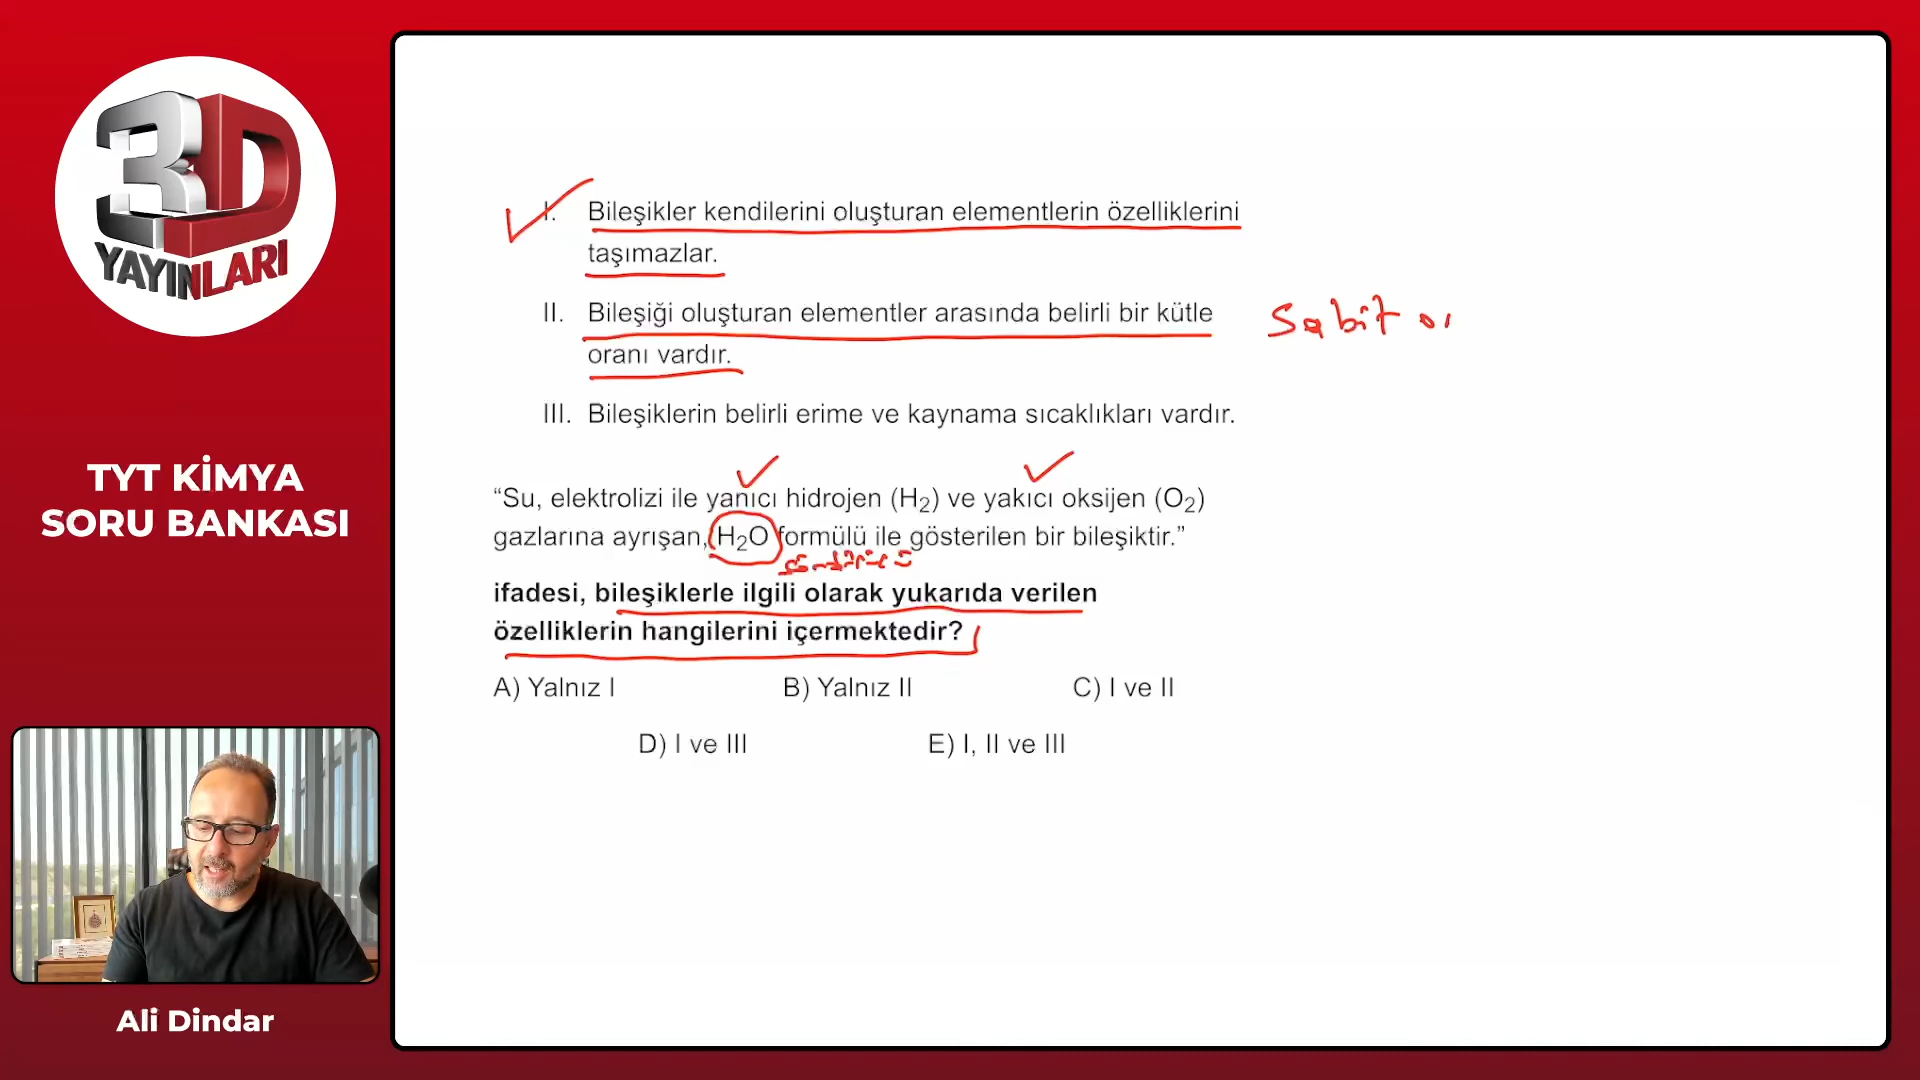 3D
YAYINLARI
TYT KİMYA
SORU BANKASI
Ali Dindar
I. Bileşikler kendilerini oluşturan elementlerin özelliklerini
taşımazlar.
II. Bileşiği oluşturan elementler arasında belirli bir kütle
oranı vardır.
Sabit
III. Bileşiklerin belirli erime ve kaynama sıcaklıkları vardır.
“Su, elektrolizi ile yanıcı hidrojen (H₂) ve yakıcı oksijen (O₂)
gazlarına ayrışan, H₂O formülü ile gösterilen bir bileşiktir.”
söndürücü
ifadesi, bileşiklerle ilgili olarak yukarıda verilen
özelliklerin hangilerini içermektedir?
A) Yalnız I B) Yalnız II C) I ve II
D) I ve III E) I, II ve III